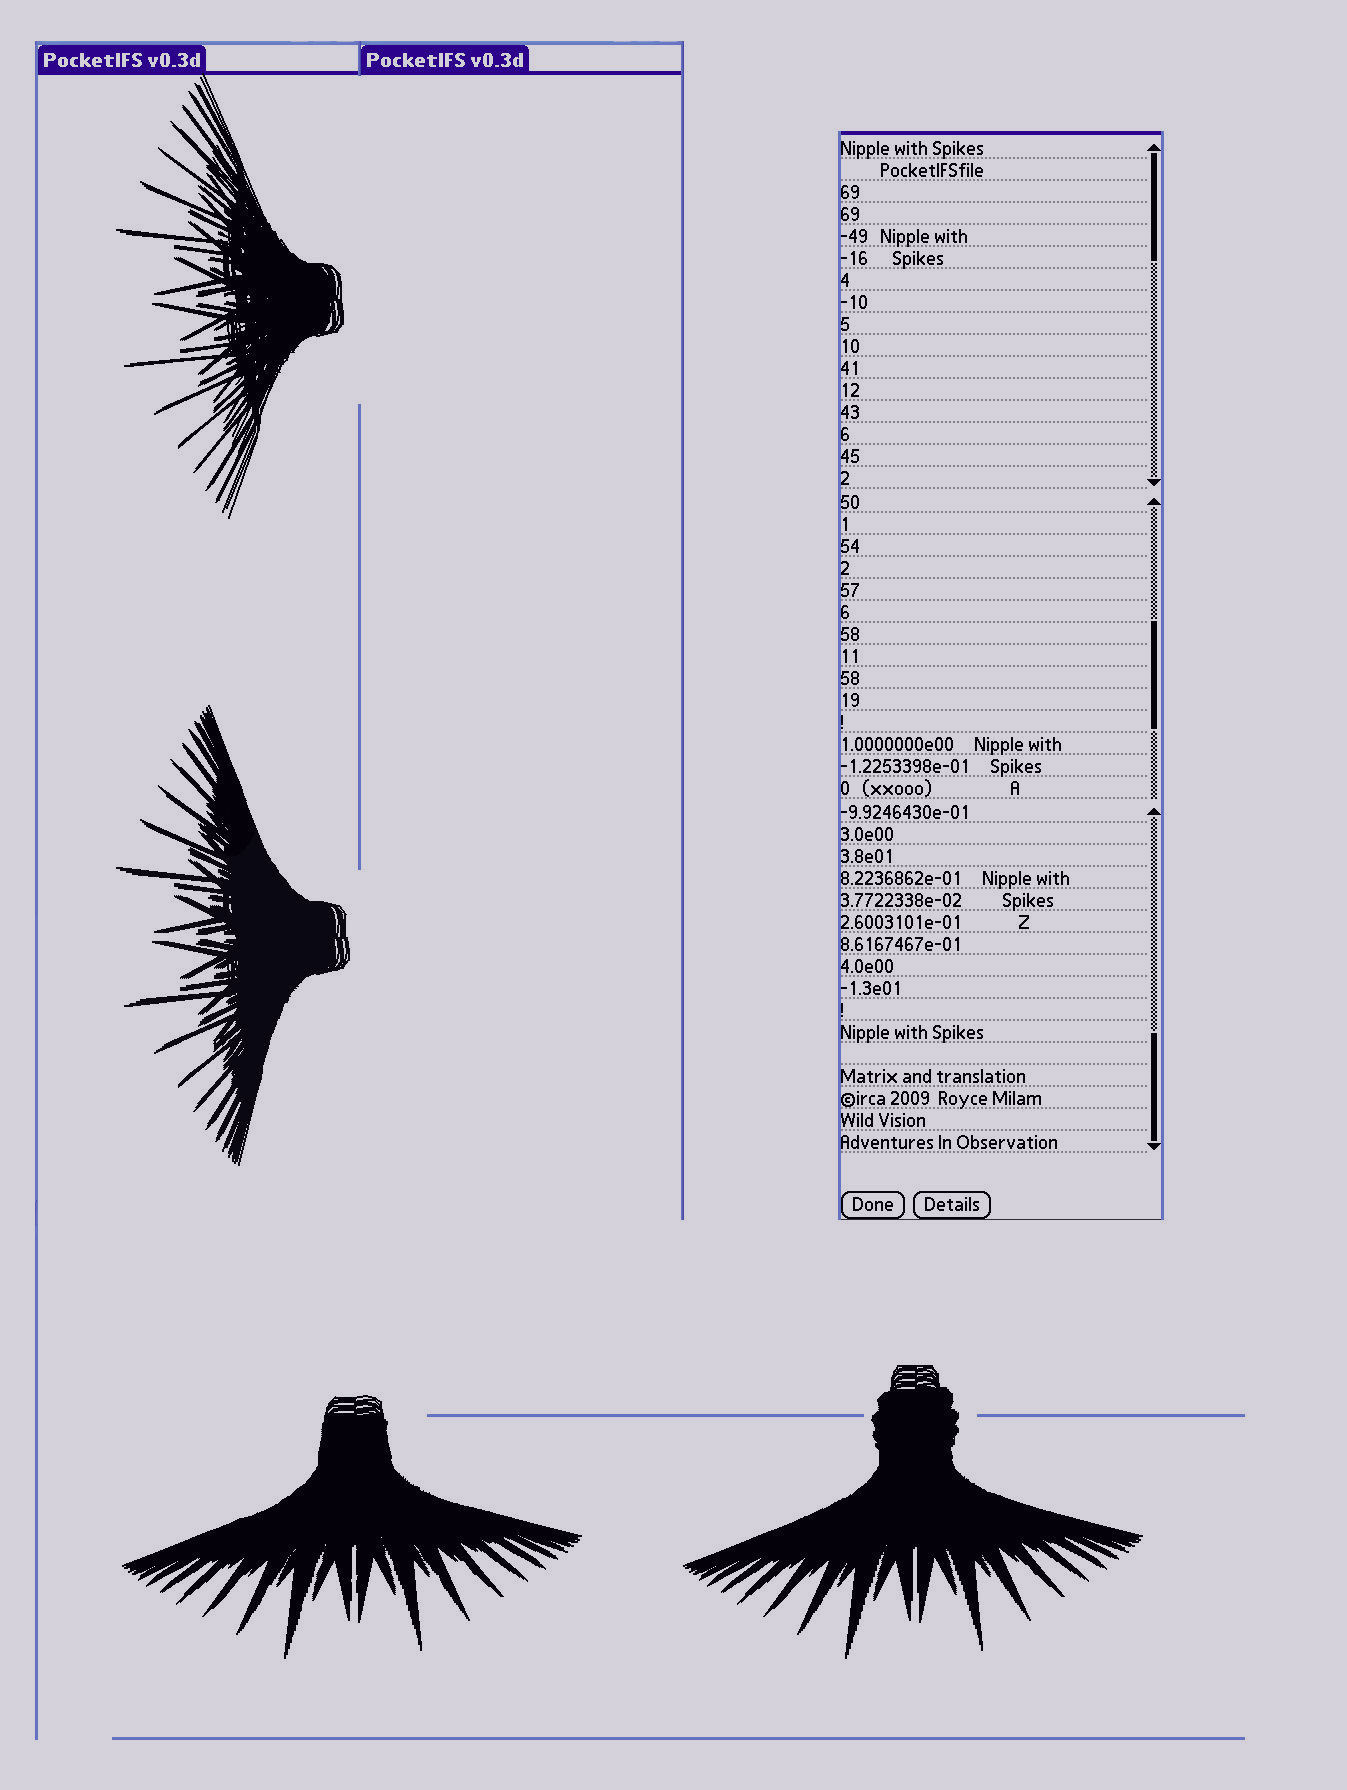 PocketIFS v0.3d PocketIFS v0.3d
Nipple with Spikes
PocketIFSfile
69
69
-49 Nipple with
-16 Spikes
4
-10
5
10
41
12
43
6
45
2
50
1
54
2
57
6
58
11
58
19
!
1.0000000e00 Nipple with
-1.2253398e-01 Spikes
0 (xxooo) A
-9.9246430e-01
3.0e00
3.8e01
8.2236862e-01 Nipple with
3.7722338e-02 Spikes
2.6003101e-01 Z
8.6167467e-01
4.0e00
-1.3e01
!
Nipple with Spikes
Matrix and translation
©irca 2009 Royce Milam
Wild Vision
Adventures In Observation
Done Details